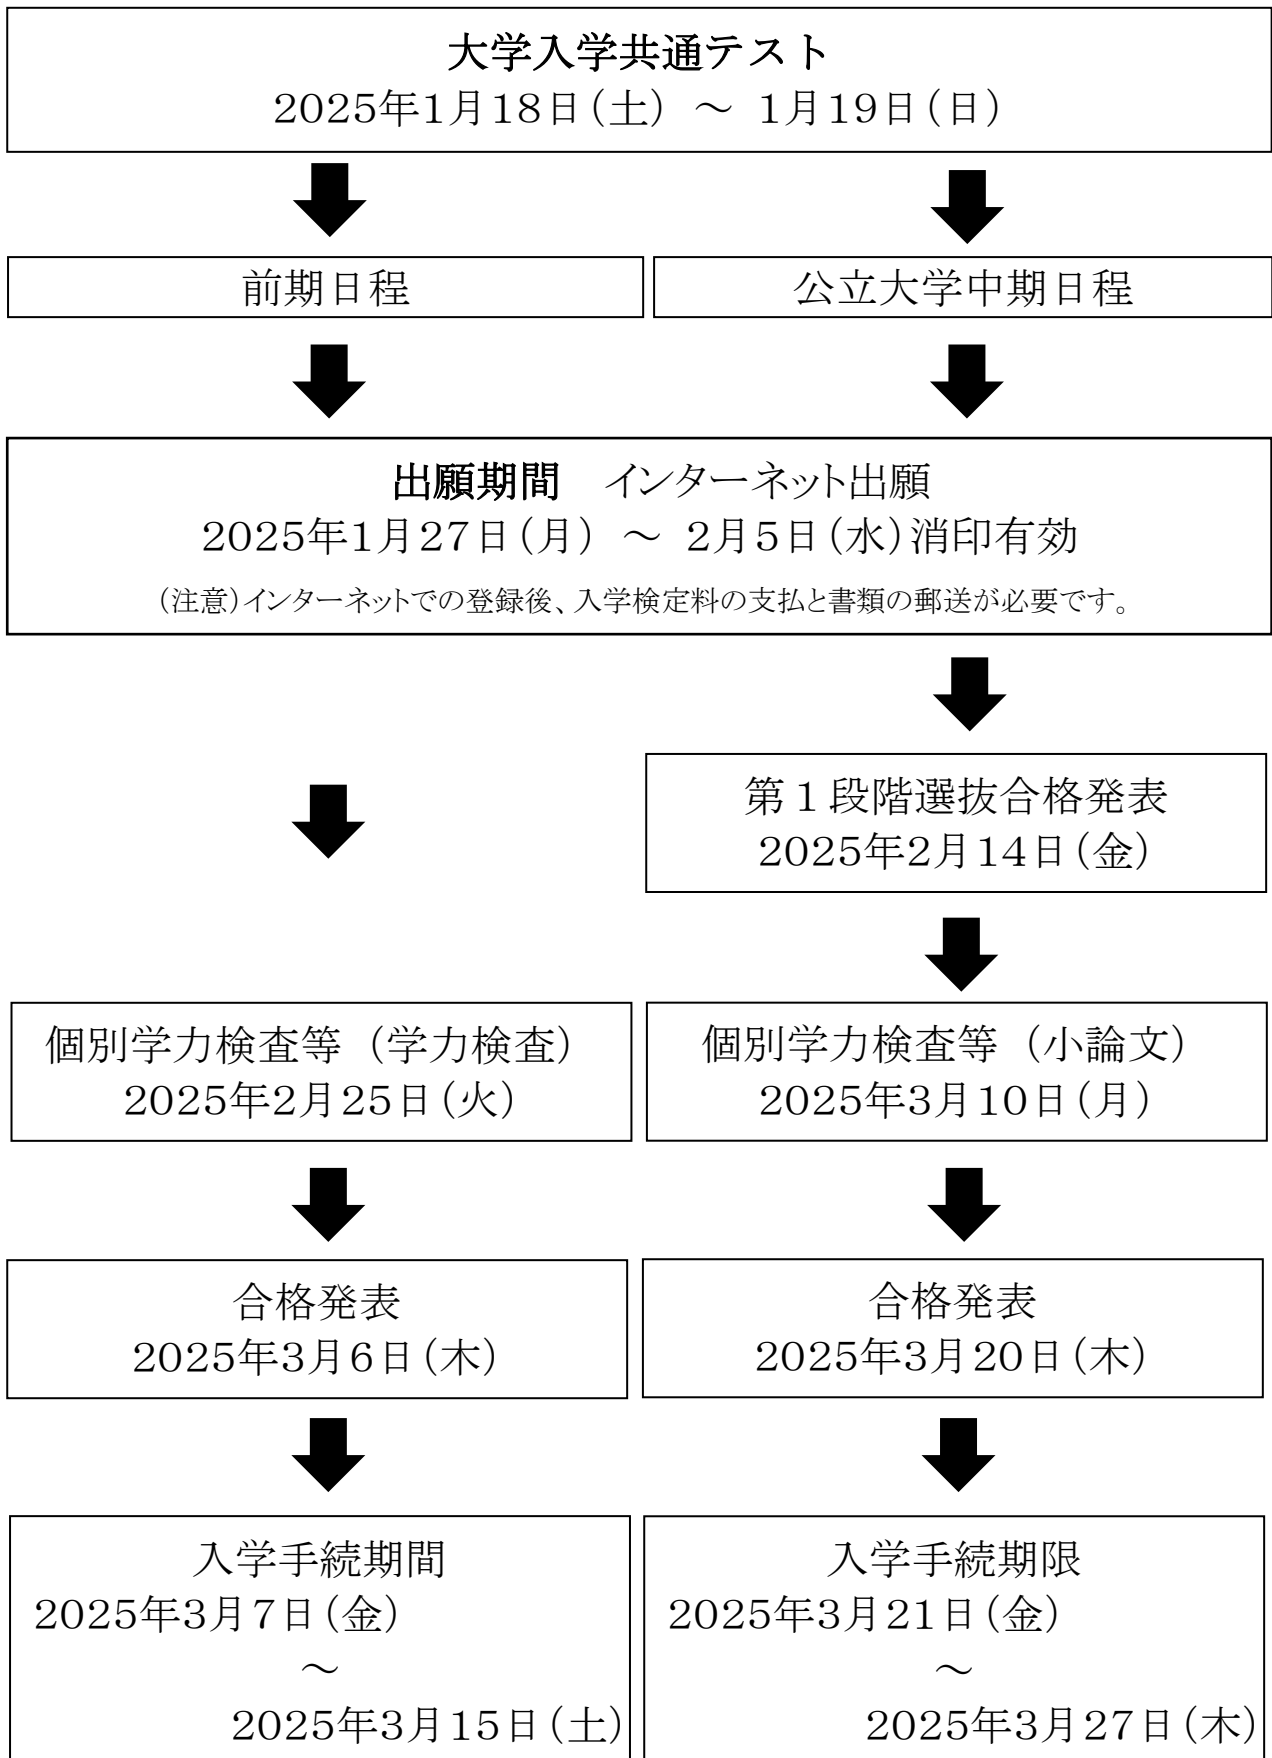 大学入学共通テスト
2025年1月18日(土) ～ 1月19日(日)
前期日程
公立大学中期日程
出願期間　インターネット出願
2025年1月27日(月) ～ 2月5日(水)消印有効
(注意)インターネットでの登録後、入学検定料の支払と書類の郵送が必要です。
第１段階選抜合格発表
2025年2月14日(金)
個別学力検査等（学力検査）
2025年2月25日(火)
個別学力検査等（小論文）
2025年3月10日(月)
合格発表
2025年3月6日(木)
合格発表
2025年3月20日(木)
入学手続期間
2025年3月7日(金)
～
2025年3月15日(土)
入学手続期限
2025年3月21日(金)
～
2025年3月27日(木)